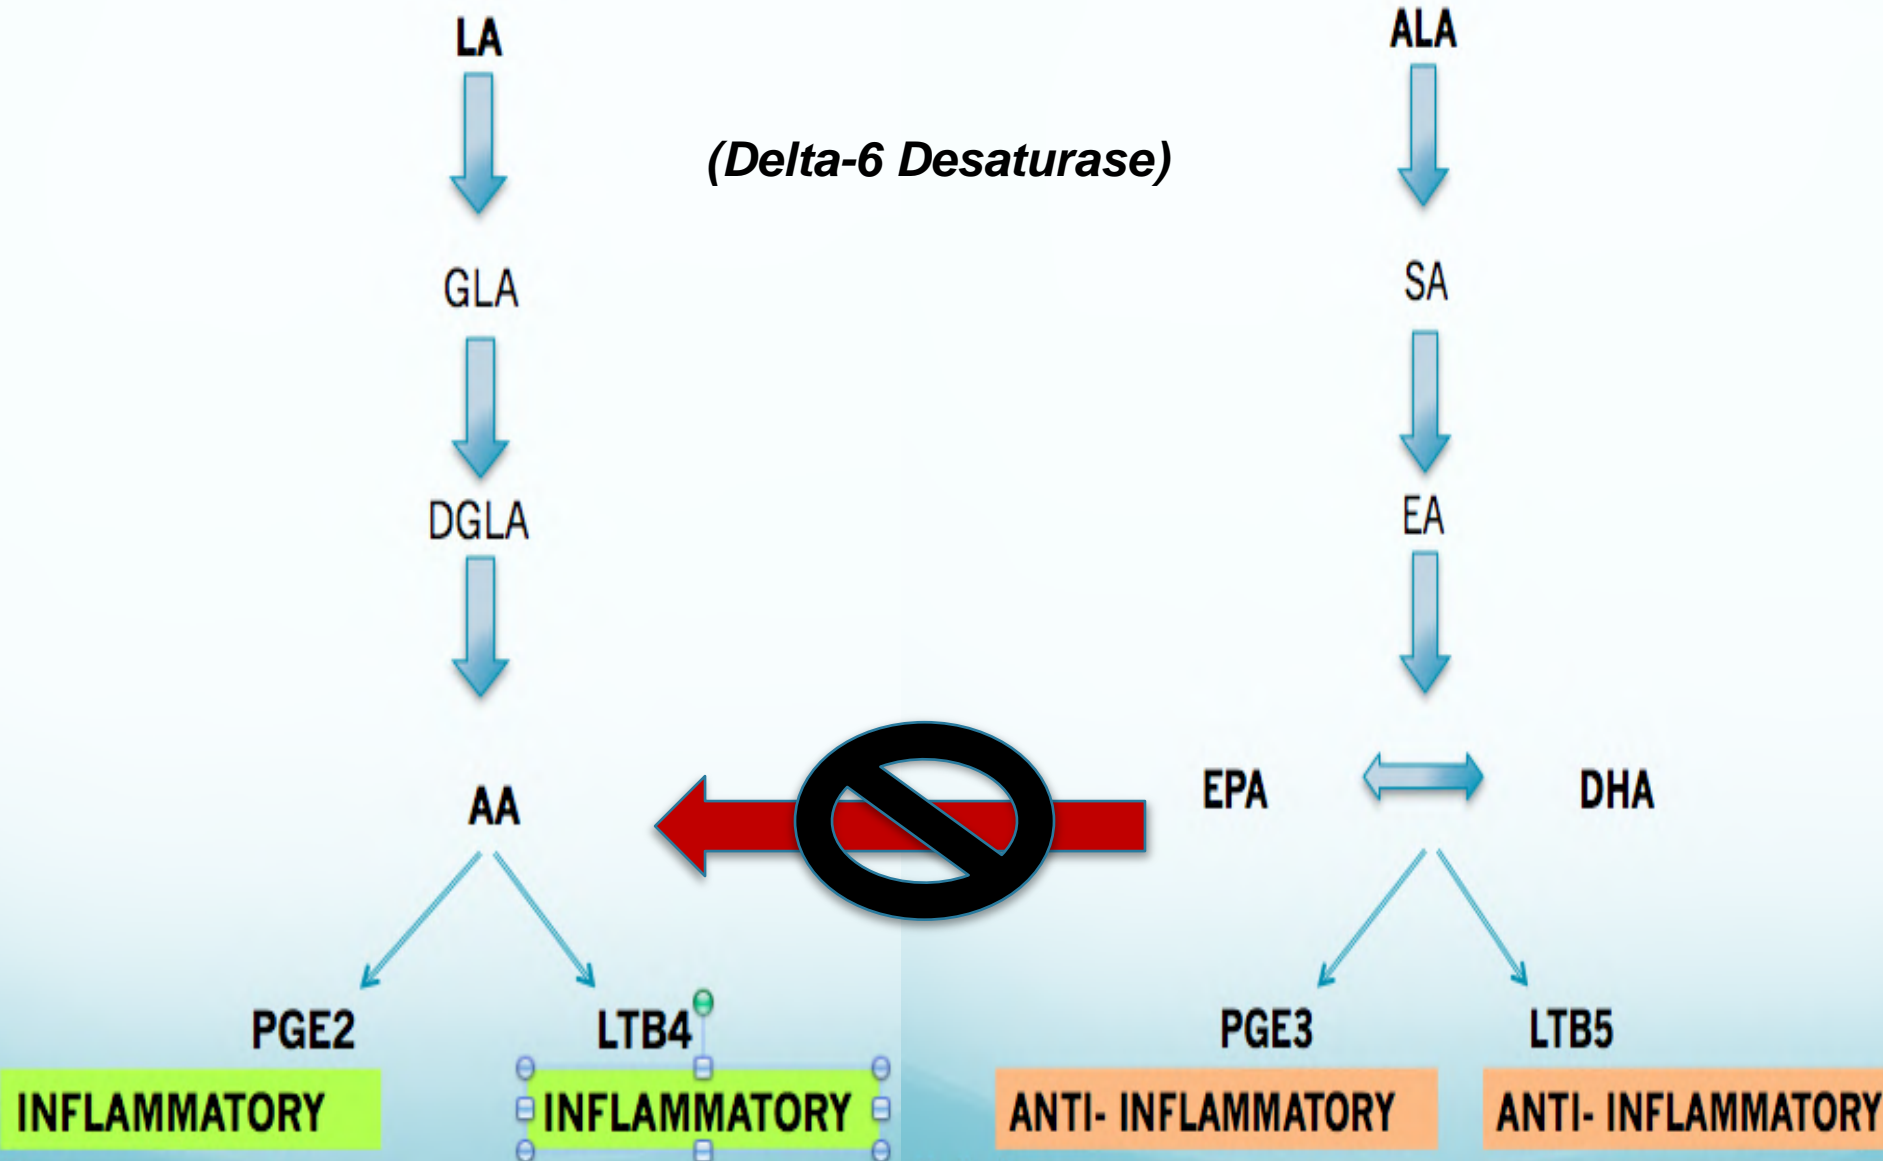 LA
ALA
(Delta-6 Desaturase)
GLA
SA
DGLA
EA
AA
EPA
DHA
PGE2
LTB4
PGE3
LTB5
INFLAMMATORY
INFLAMMATORY
ANTI- INFLAMMATORY
ANTI- INFLAMMATORY